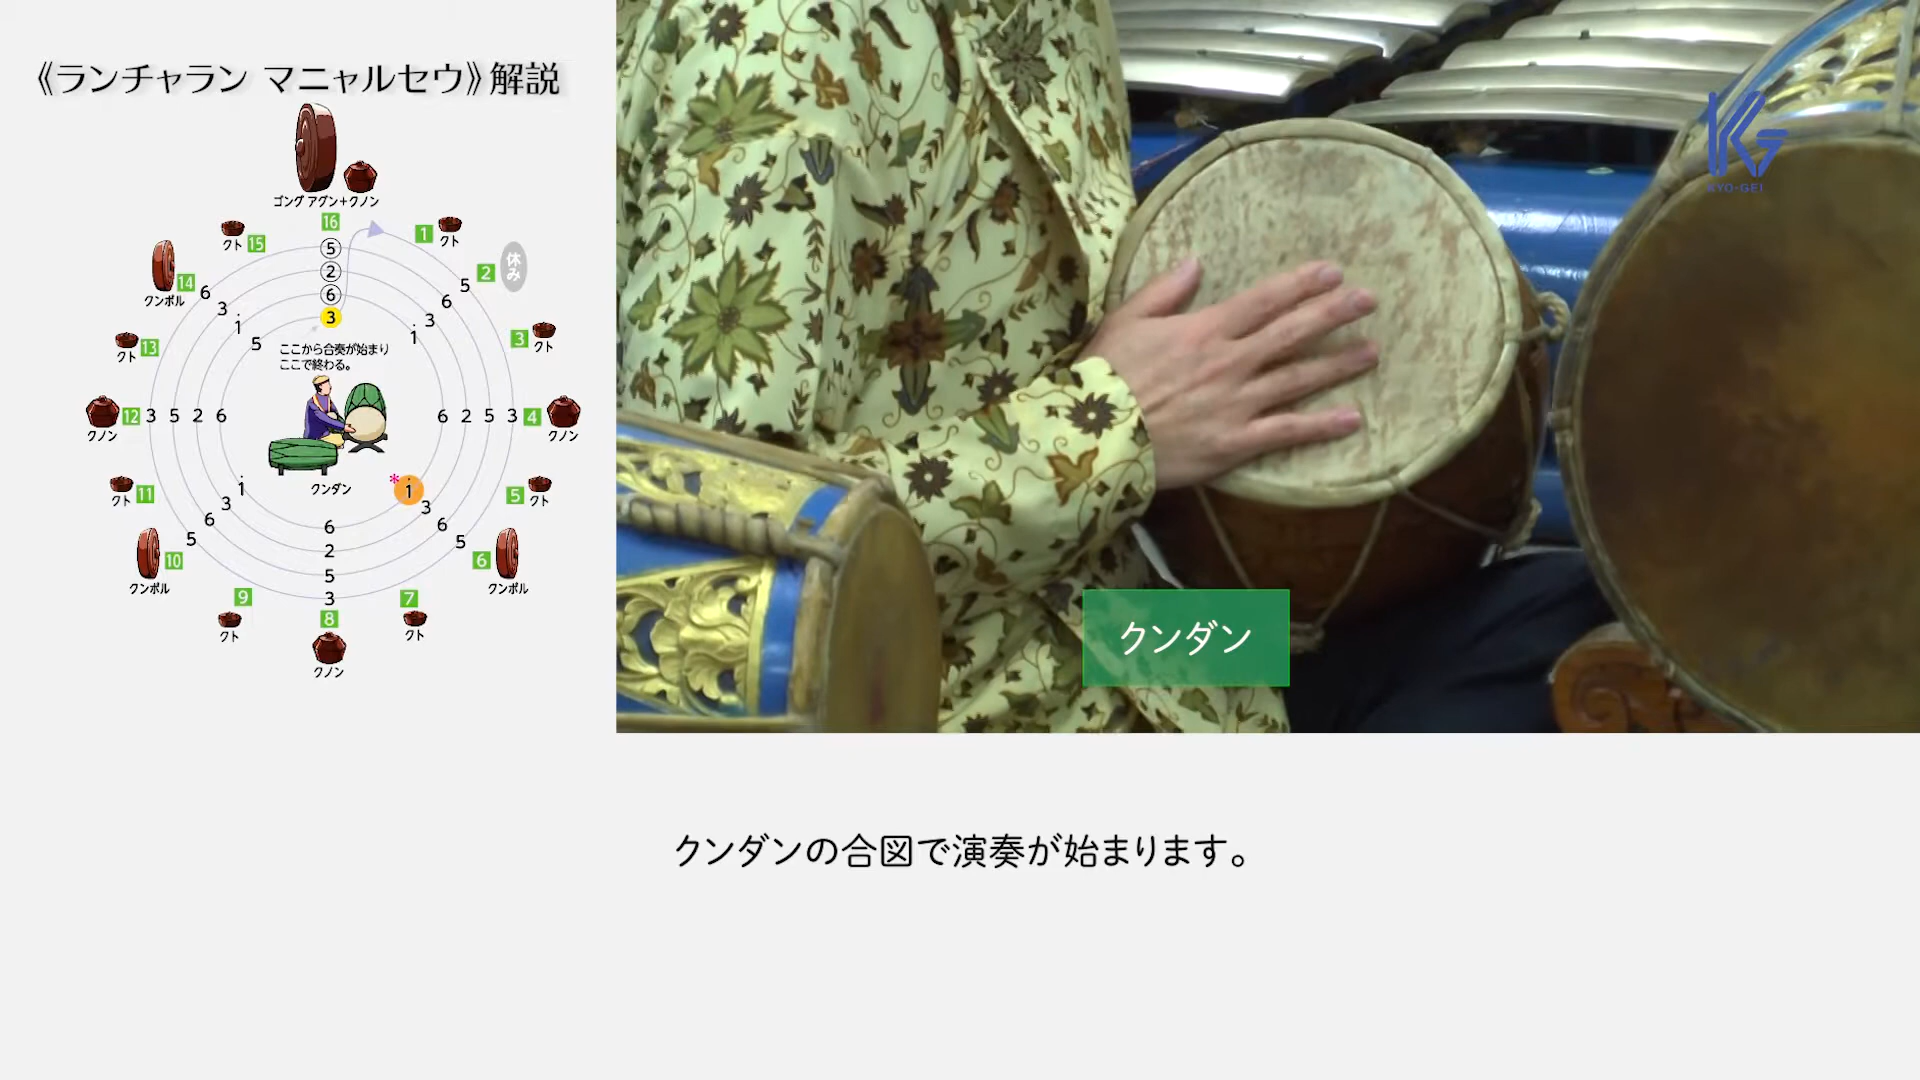 《ランチャラン マニャルセウ》解説
ゴング アグン+クノン
16
クト 15
1 クト
5
2
6
3
14
クンポル
6
3
i
5
2 休み
5
6
3
i
ここから合奏が始まり
ここで終わる。
13
クト
3
クト
12 3 5 2 6
クノン
6 2 5 3 4
クノン
クンダン
11
クト
i
3
6
5
* i
3
6
5
5
クト
10
クンポル
6
2
5
3
6
クンポル
9
クト
8
クノン
7
クト
KG
KYO-GEI
クンダン
クンダンの合図で演奏が始まります。